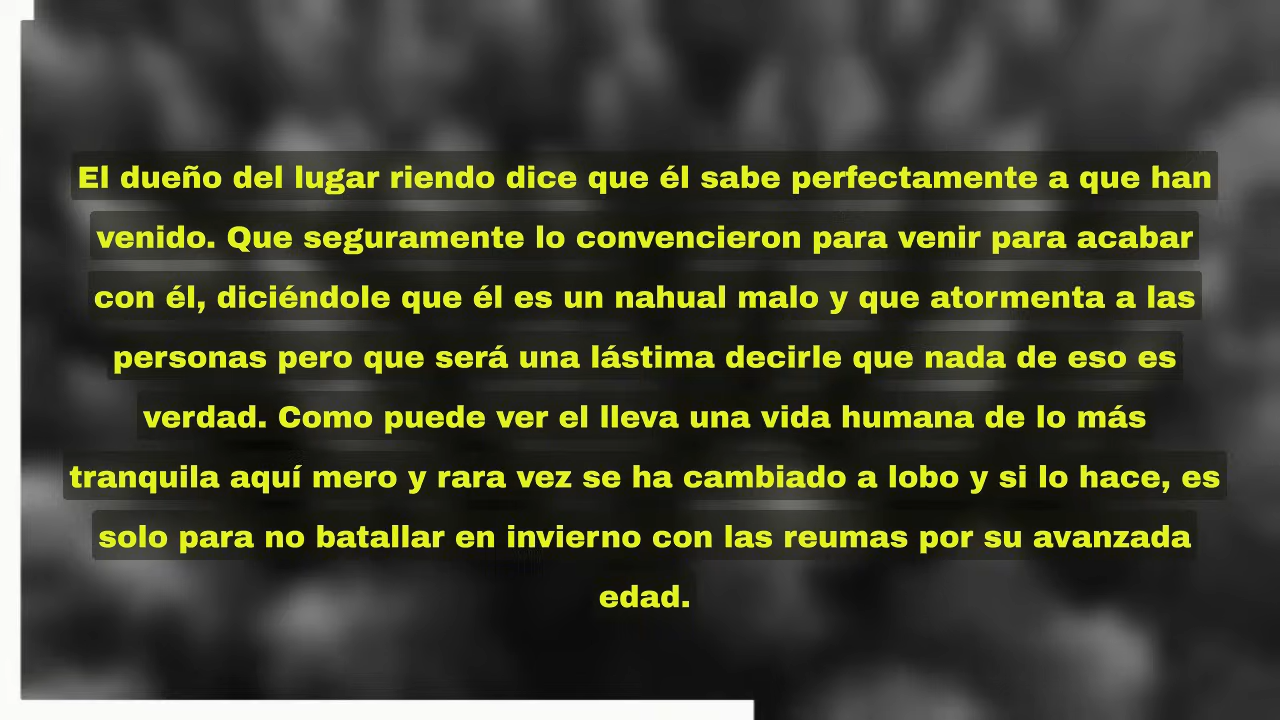 El dueño del lugar riendo dice que él sabe perfectamente a que han
venido. Que seguramente lo convencieron para venir para acabar
con él, diciéndole que él es un nahual malo y que atormenta a las
personas pero que será una lástima decirle que nada de eso es
verdad. Como puede ver el lleva una vida humana de lo más
tranquila aquí mero y rara vez se ha cambiado a lobo y si lo hace, es
solo para no batallar en invierno con las reumas por su avanzada
edad.